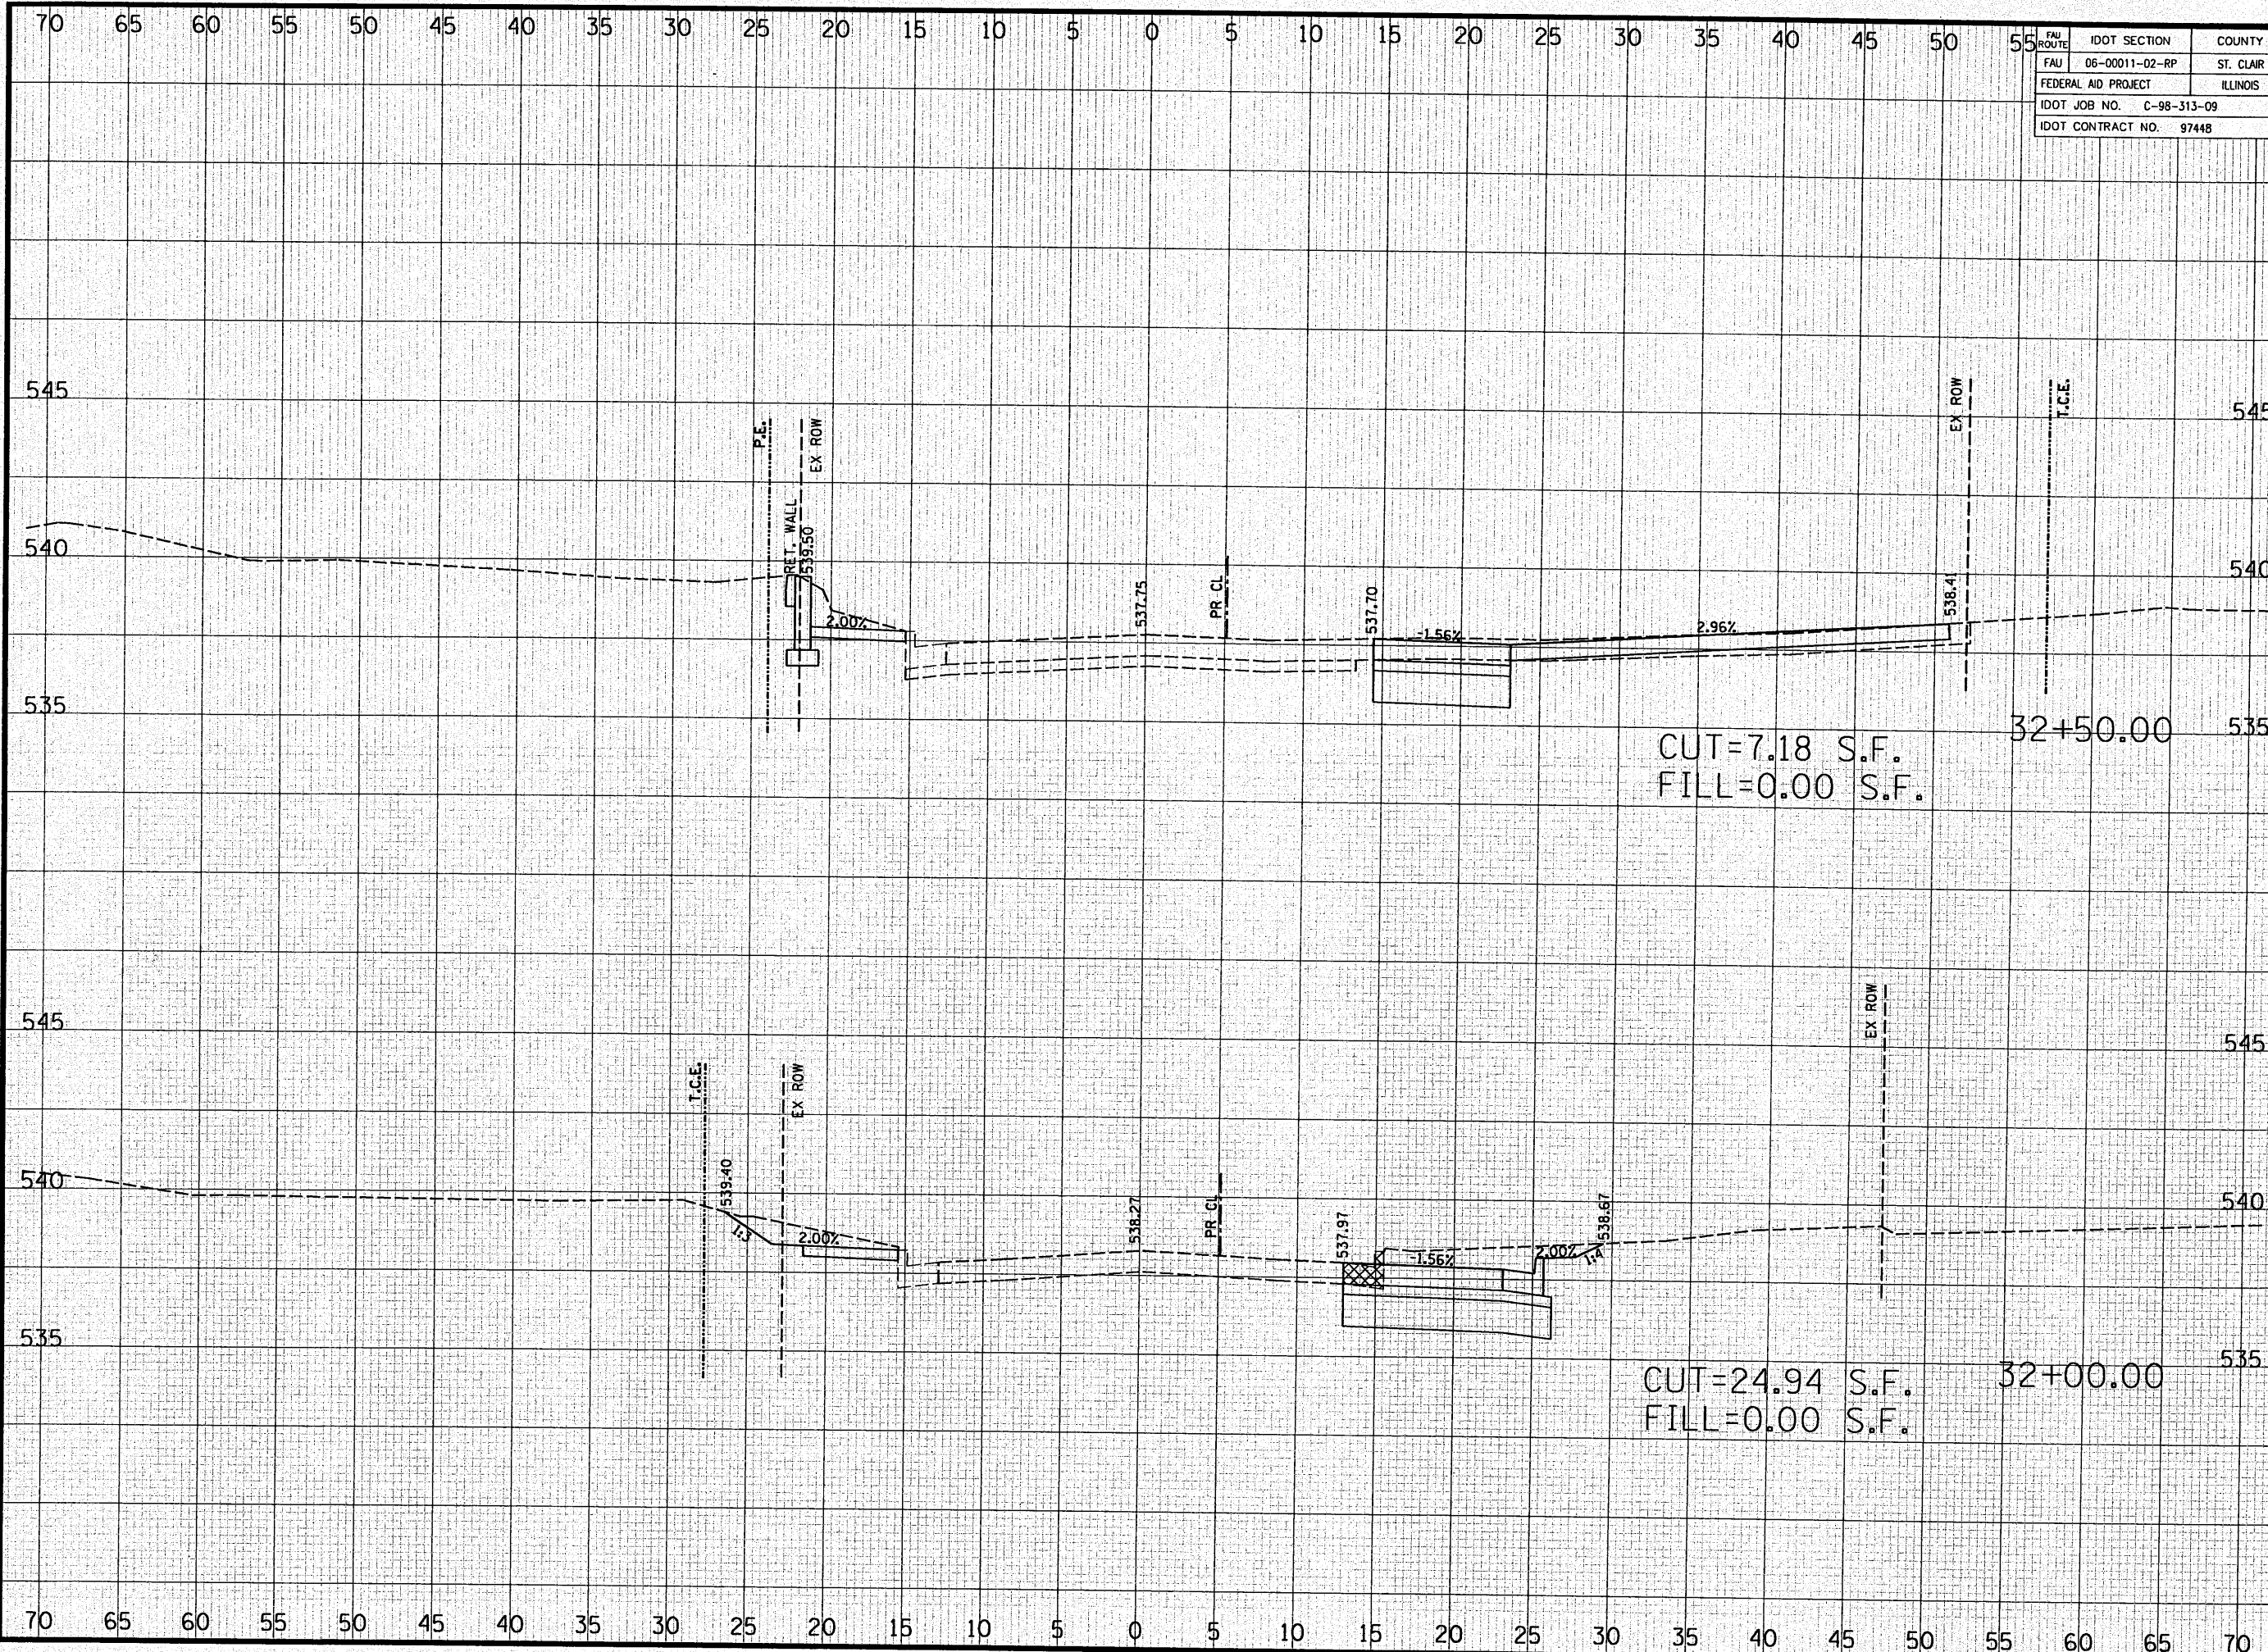 70 65 60 55 50 45 40 35 30 25 20 15 10 5 0 5 10 15 20 25 30 35 40 45 50 55
FAU ROUTE IDOT SECTION COUNTY
FAU 06-00011-02-RP ST. CLAIR
FEDERAL AID PROJECT ILLINOIS
IDOT JOB NO. C-98-313-09
IDOT CONTRACT NO. 97448
545 545
P.E. EX ROW EX ROW T.C.E.
RET. WALL
539.50
540 540
537.75 PR CL 537.70 538.41
2.00% -1.56% 2.96%
535 535
32+50.00
CUT=7.18 S.F.
FILL=0.00 S.F.
545 545
T.C.E. EX ROW EX ROW
540 540
539.40 538.27 PR CL 537.97 538.67
1:3 2.00% -1.56% 2.00% 1:4
535 535
32+00.00
CUT=24.94 S.F.
FILL=0.00 S.F.
70 65 60 55 50 45 40 35 30 25 20 15 10 5 0 5 10 15 20 25 30 35 40 45 50 55 60 65 70